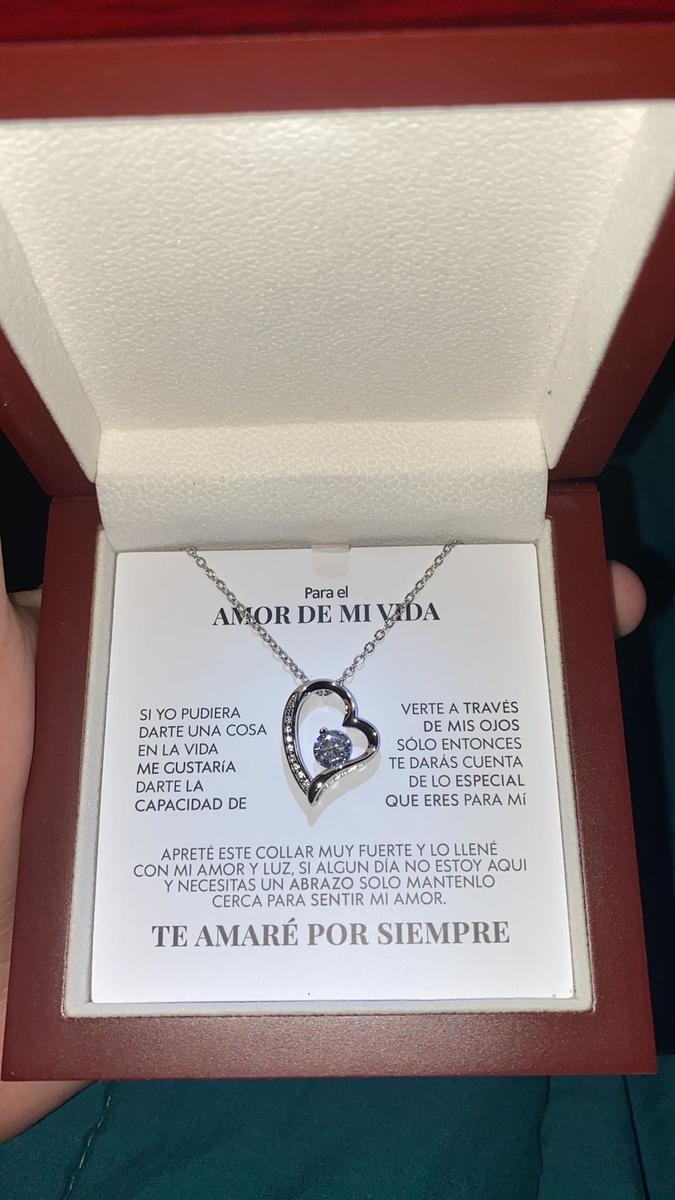 Para el
AMOR DE MI VIDA
SI YO PUDIERA
DARTE UNA COSA
EN LA VIDA
ME GUSTARíA
DARTE LA
CAPACIDAD DE
VERTE A TRAVÉS
DE MIS OJOS
SÓLO ENTONCES
TE DARÁS CUENTA
DE LO ESPECIAL
QUE ERES PARA Mí
APRETÉ ESTE COLLAR MUY FUERTE Y LO LLENÉ
CON MI AMOR Y LUZ, SI ALGUN DÍA NO ESTOY AQUI
Y NECESITAS UN ABRAZO SOLO MANTENLO
CERCA PARA SENTIR MI AMOR.
TE AMARÉ POR SIEMPRE